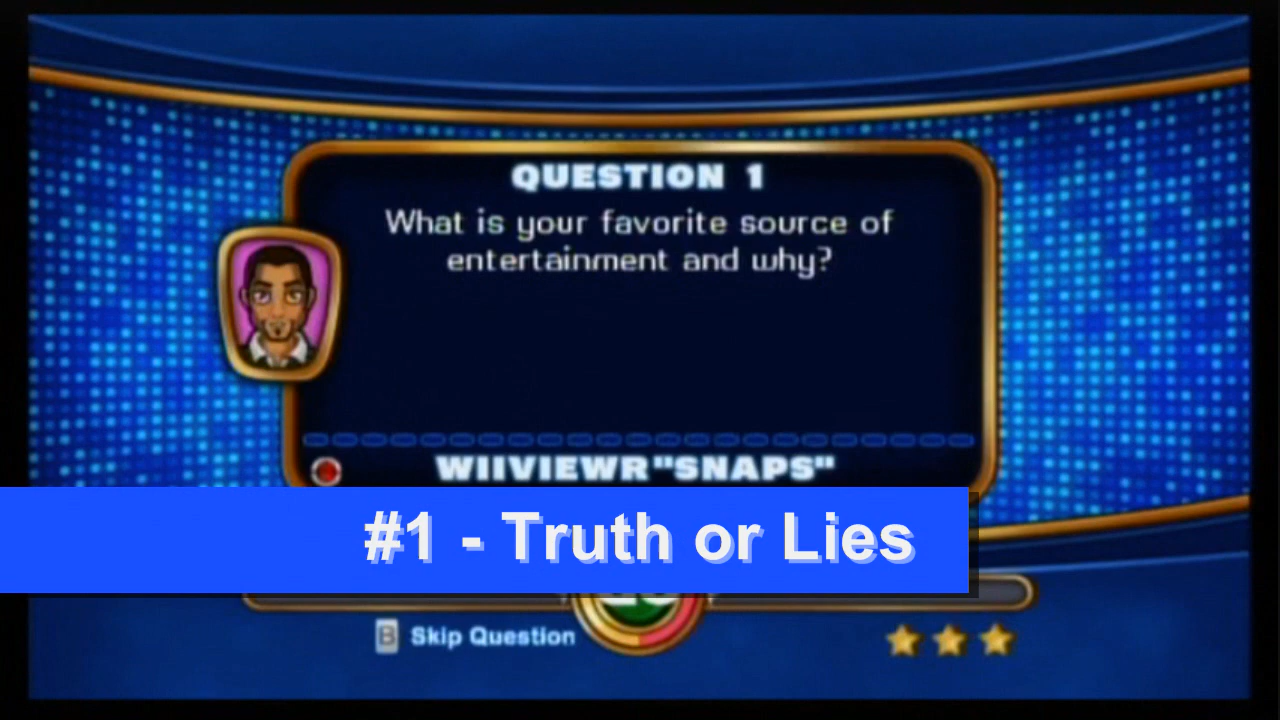 QUESTION 1
What is your favorite source of
entertainment and why?
WIIVIEWR "SNAPS"
#1 - Truth or Lies
B Skip Question